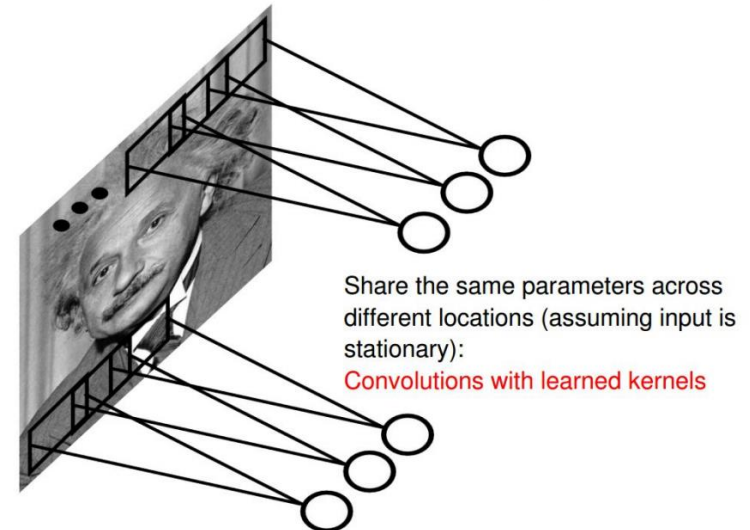 Share the same parameters across
different locations (assuming input is
stationary):
Convolutions with learned kernels